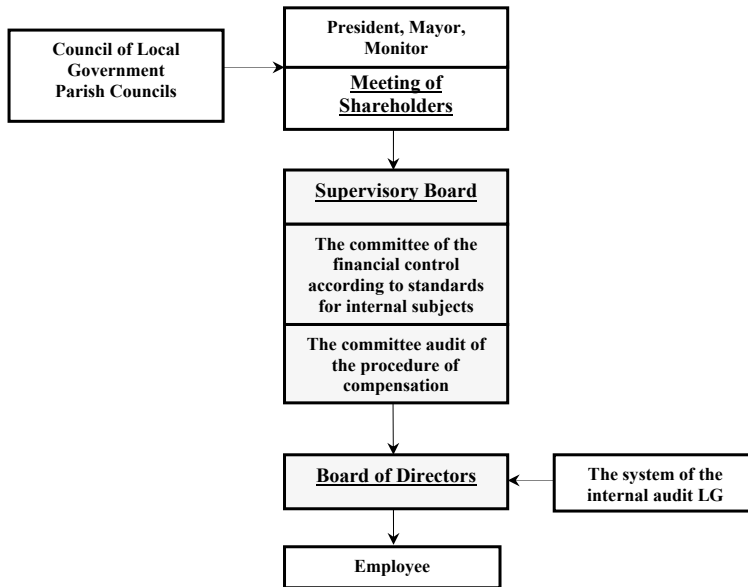 Council of Local
Government
Parish Councils
President, Mayor,
Monitor
Meeting of
Shareholders
Supervisory Board
The committee of the
financial control
according to standards
for internal subjects
The committee audit of
the procedure of
compensation
Board of Directors
The system of the
internal audit LG
Employee